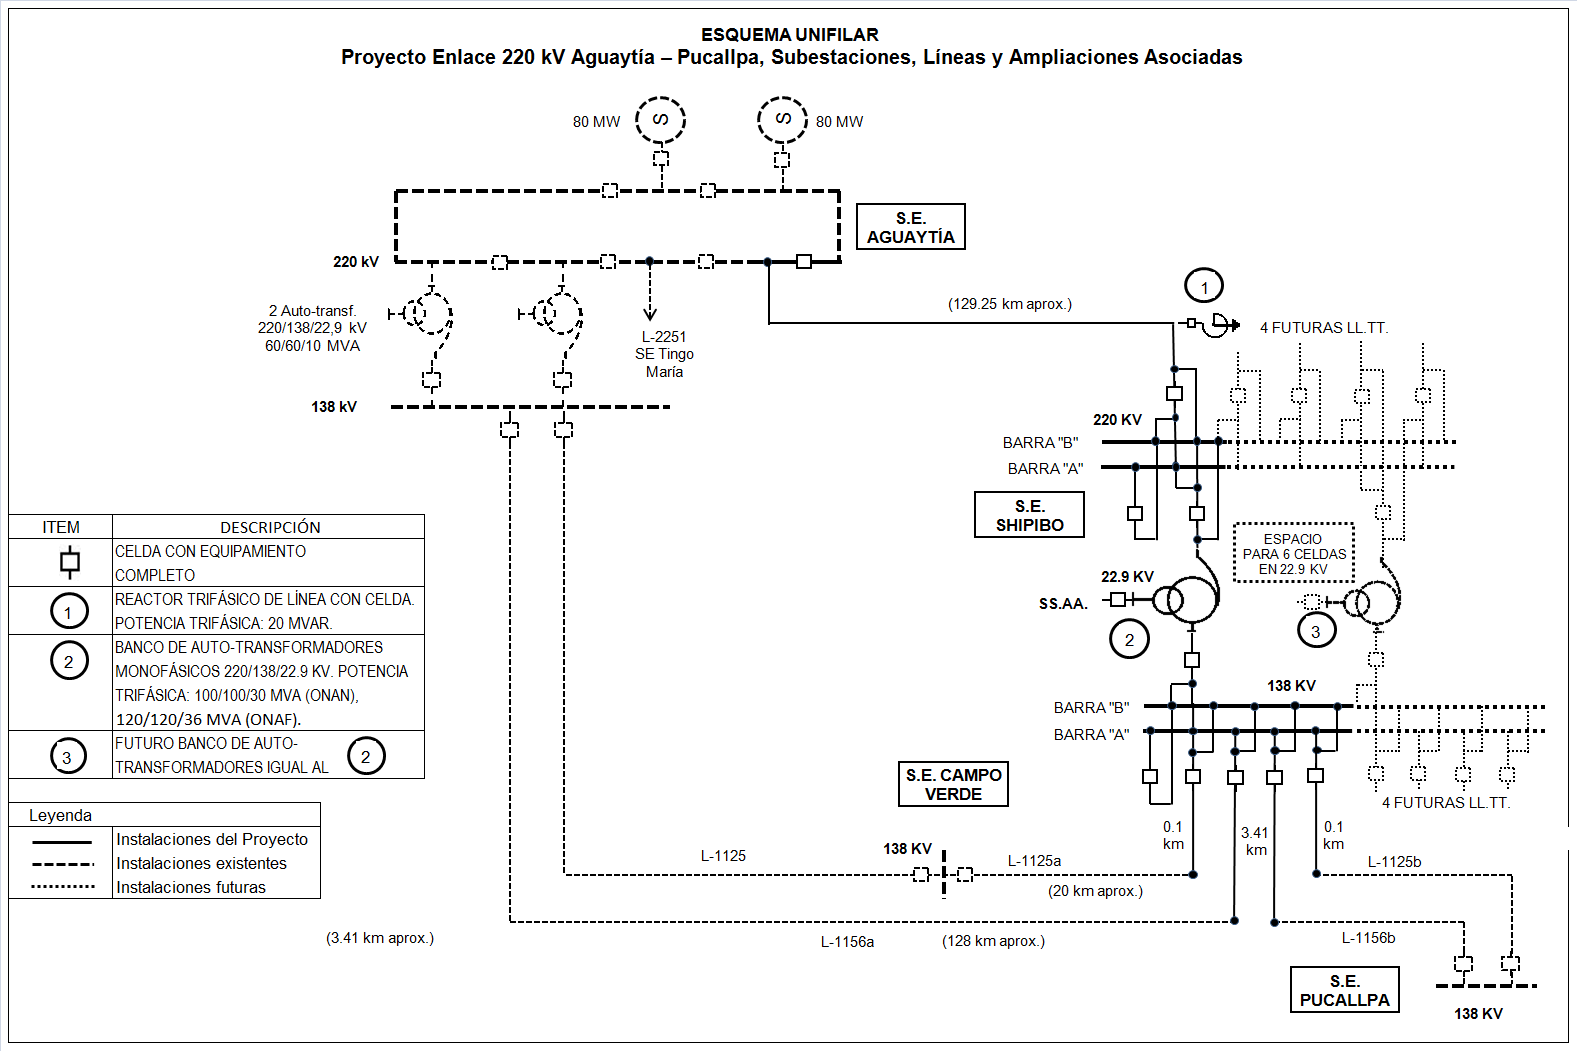 ESQUEMA UNIFILAR
Proyecto Enlace 220 kV Aguaytía – Pucallpa, Subestaciones, Líneas y Ampliaciones Asociadas
80 MW
S
S
80 MW
S.E.
AGUAYTÍA
220 kV
2 Auto-transf.
220/138/22,9 kV
60/60/10 MVA
L-2251
SE Tingo
María
138 kV
(129.25 km aprox.)
1
4 FUTURAS LL.TT.
220 KV
BARRA "B"
BARRA "A"
S.E.
SHIPIBO
ESPACIO
PARA 6 CELDAS
EN 22.9 KV
22.9 KV
SS.AA.
2
3
138 KV
BARRA "B"
BARRA "A"
S.E. CAMPO
VERDE
4 FUTURAS LL.TT.
0.1
km
3.41
km
0.1
km
ITEM
DESCRIPCIÓN
CELDA CON EQUIPAMIENTO
COMPLETO
1
REACTOR TRIFÁSICO DE LÍNEA CON CELDA.
POTENCIA TRIFÁSICA: 20 MVAR.
2
BANCO DE AUTO-TRANSFORMADORES
MONOFÁSICOS 220/138/22.9 KV. POTENCIA
TRIFÁSICA: 100/100/30 MVA (ONAN),
120/120/36 MVA (ONAF).
3
FUTURO BANCO DE AUTO-
TRANSFORMADORES IGUAL AL
2
Leyenda
Instalaciones del Proyecto
Instalaciones existentes
Instalaciones futuras
L-1125
138 KV
L-1125a
(20 km aprox.)
L-1125b
(3.41 km aprox.)
L-1156a
(128 km aprox.)
L-1156b
S.E.
PUCALLPA
138 KV